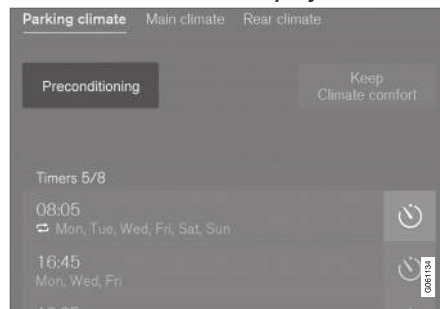 Parking climate Main climate Rear climate
Preconditioning
Keep
Climate comfort
Timers 5/8
08:05
Mon, Tue, Wed, Fri, Sat, Sun
16:45
Mon, Wed, Fri
G061134